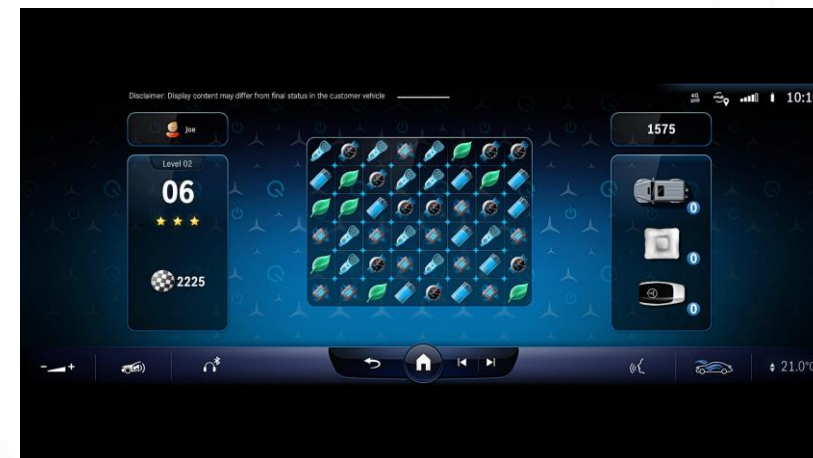 Disclaimer: Display content may differ from final status in the customer vehicle
4G
10:1
Joe
1575
Level 02
06
2225
0
0
0
- +
21.0°C